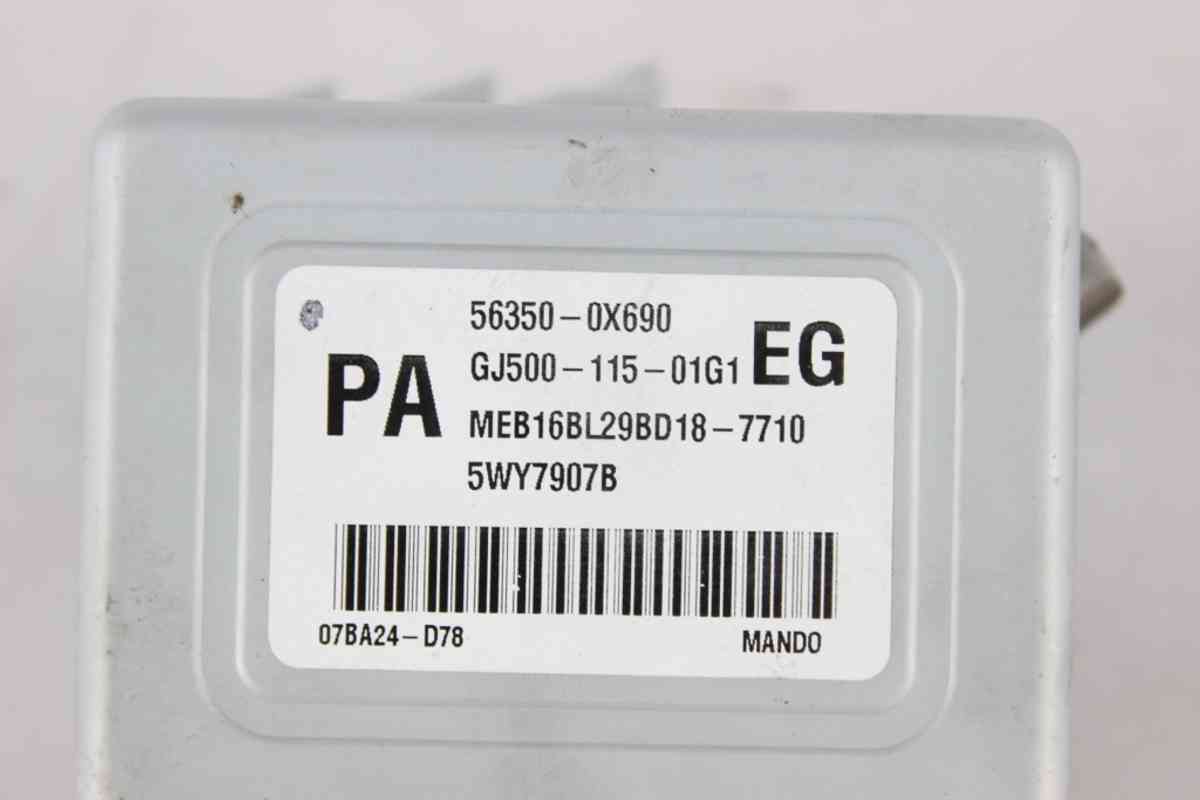 56350-0X690
PA
GJ500-115-01G1
EG
MEB16BL29BD18-7710
5WY7907B
07BA24-D78
MANDO